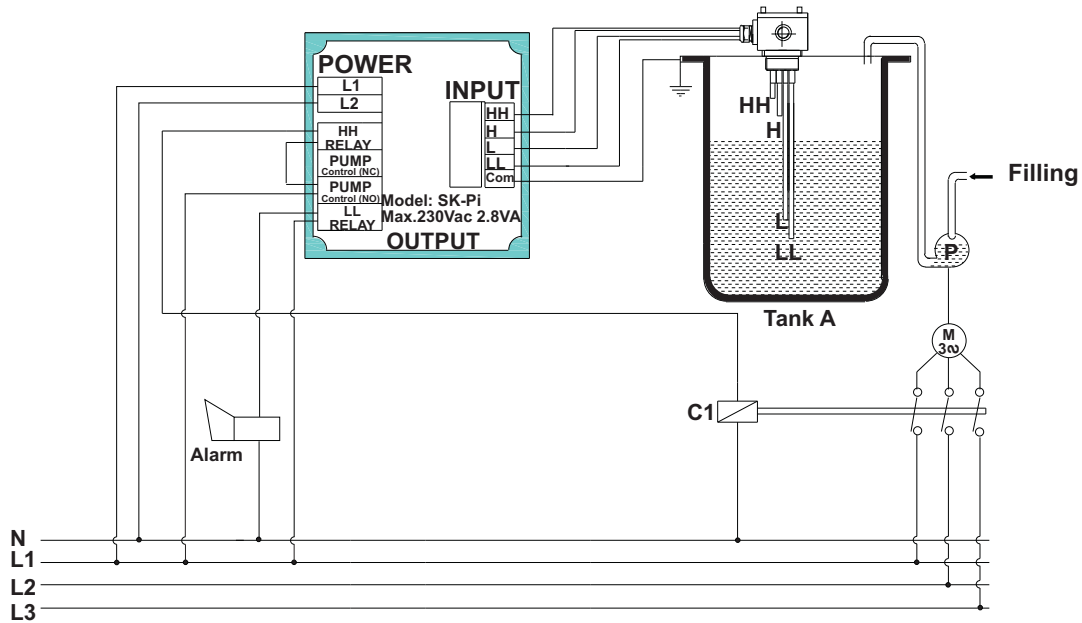 POWER
L1
L2
HH
RELAY
PUMP
Control (NC)
PUMP
Control (NO)
LL
RELAY
INPUT
HH
H
L
LL
Com
Model: SK-Pi
Max.230Vac 2.8VA
OUTPUT
HH
H
L
LL
Tank A
Filling
P
M
3∾
C1
Alarm
N
L1
L2
L3